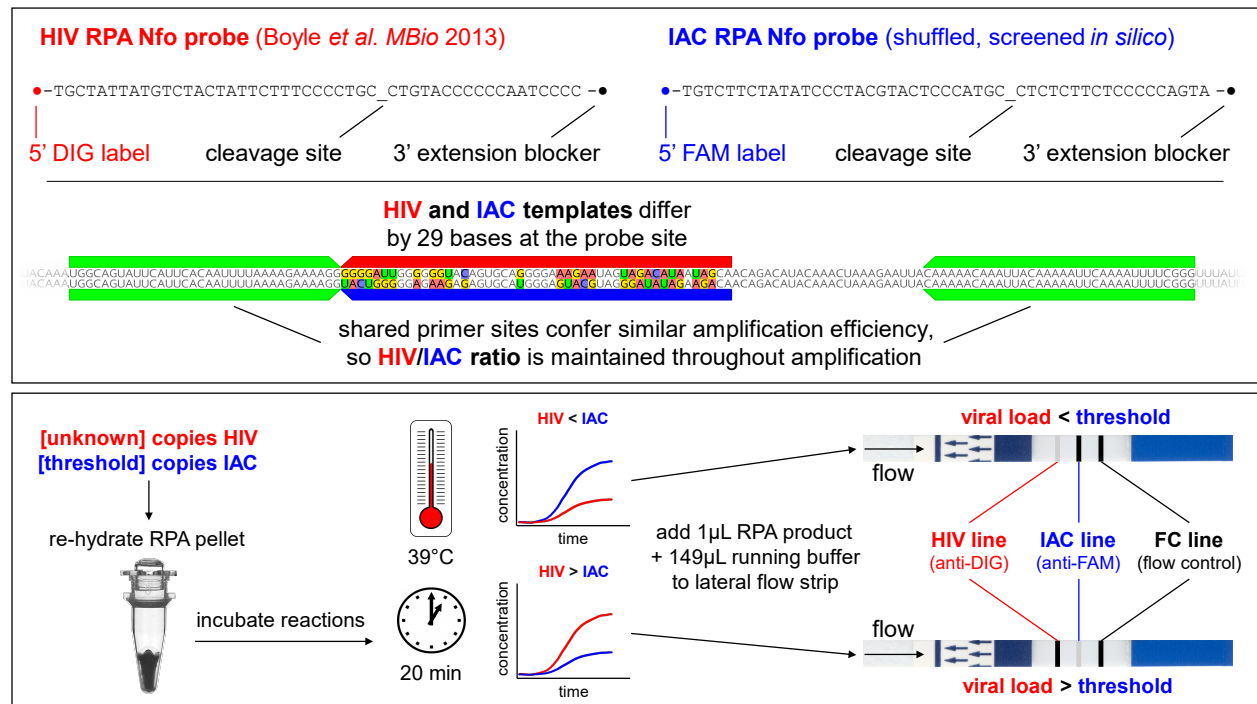 HIV RPA Nfo probe (Boyle et al. MBio 2013)
●-TGCTATTATGTCTACTATTCTTTCCCCTGC_CTGTACCCCCCAATCCCC-●
5’ DIG label
cleavage site
3’ extension blocker
IAC RPA Nfo probe (shuffled, screened in silico)
●-TGTCTTCTATATCCCTACGTACTCCCATGC_CTCTCTTCTCCCCCAGTA-●
5’ FAM label
cleavage site
3’ extension blocker
HIV and IAC templates differ
by 29 bases at the probe site
UACAAAUGGCAGUAUUCAUUCACAAUUUUAAAAGAAAAGGGGGGAUUGGGGGGUACAGUGCAGGGGAAAGAAUAGUAGACAUAAUAGCAACAGACAUACAAACUAAAGAAUUACAAAAACAAAUUACAAAAAUUCAAAAUUUUCGGGUUUAUU
UACAAAUGGCAGUAUUCAUUCACAAUUUUAAAAGAAAAGGUACUGGGGGAGAAGAGAGUGCAUGGGAGUACGUAGGGAUAUAGAAGACAACAGACAUACAAACUAAAGAAUUACAAAAACAAAUUACAAAAAUUCAAAAUUUUCGGGUUUAUU
shared primer sites confer similar amplification efficiency,
so HIV/IAC ratio is maintained throughout amplification
[unknown] copies HIV
[threshold] copies IAC
re-hydrate RPA pellet
incubate reactions
39°C
20 min
HIV < IAC
concentration
time
HIV > IAC
concentration
time
add 1µL RPA product
+ 149µL running buffer
to lateral flow strip
viral load < threshold
flow
HIV line
(anti-DIG)
IAC line
(anti-FAM)
FC line
(flow control)
flow
viral load > threshold